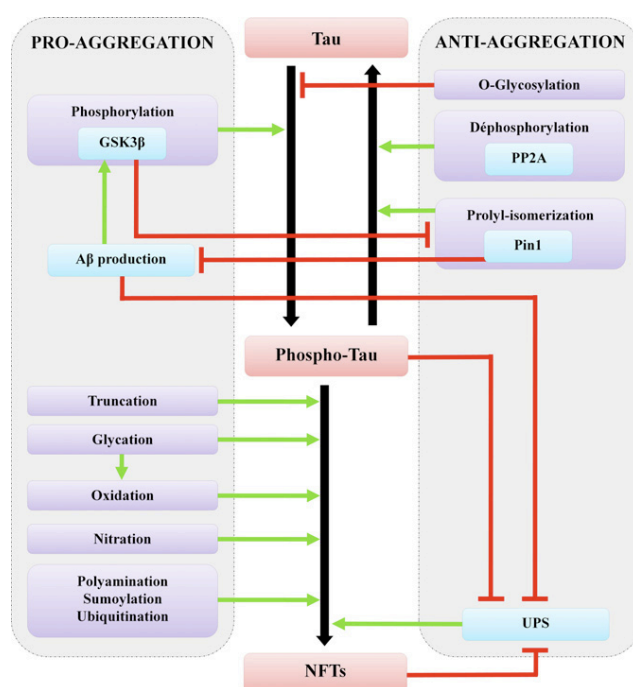 PRO-AGGREGATION
Tau
ANTI-AGGREGATION
O-Glycosylation
Phosphorylation
GSK3β
Déphosphorylation
PP2A
Prolyl-isomerization
Pin1
Aβ production
Phospho-Tau
Truncation
Glycation
Oxidation
Nitration
Polyamination
Sumoylation
Ubiquitination
UPS
NFTs